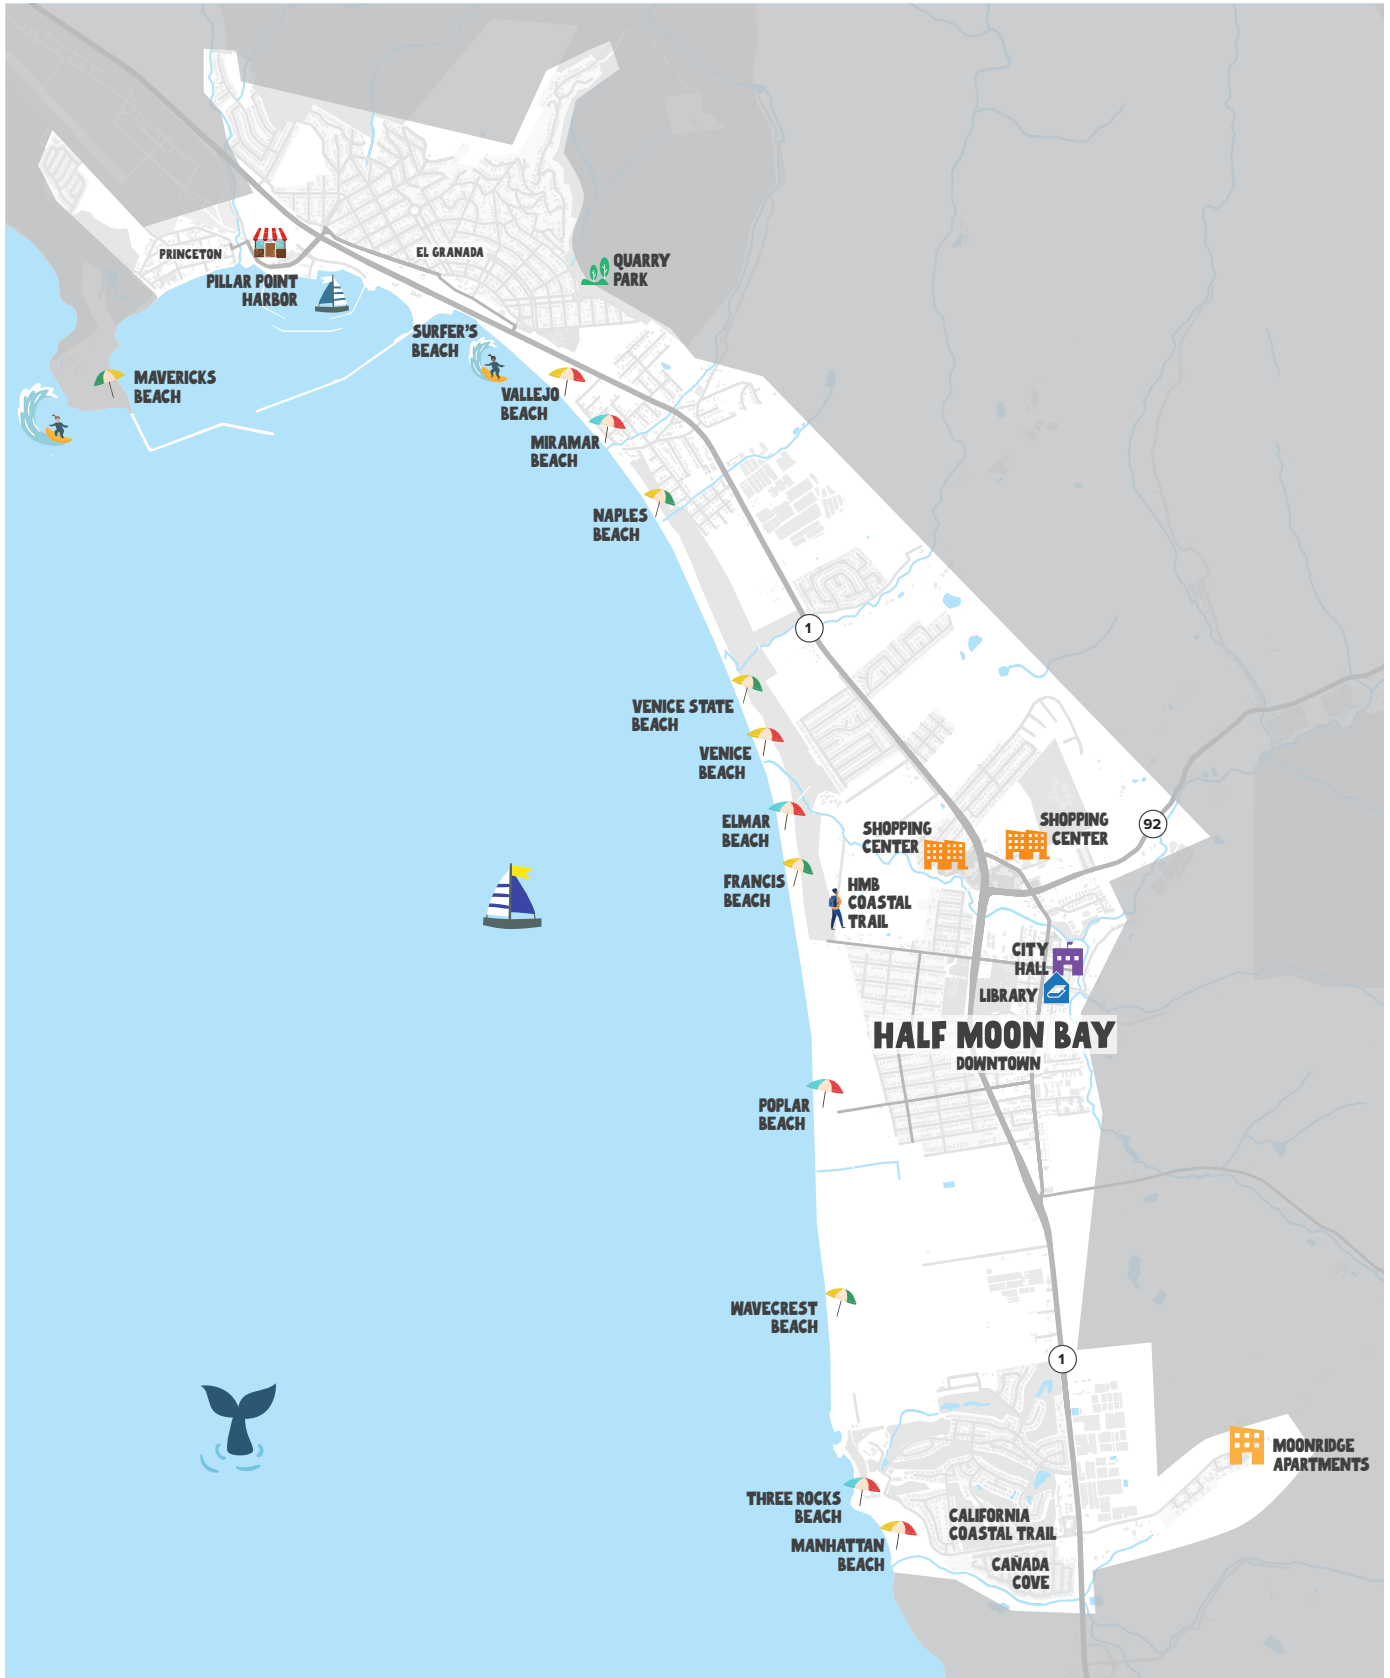 PRINCETON
EL GRANADA
QUARRY
PARK
PILLAR POINT
HARBOR
SURFER'S
BEACH
MAVERICKS
BEACH
VALLEJO
BEACH
MIRAMAR
BEACH
NAPLES
BEACH
1
VENICE STATE
BEACH
VENICE
BEACH
ELMAR
BEACH
SHOPPING
CENTER
SHOPPING
CENTER
92
FRANCIS
BEACH
HMB
COASTAL
TRAIL
CITY
HALL
LIBRARY
HALF MOON BAY
DOWNTOWN
POPLAR
BEACH
WAVECREST
BEACH
1
MOONRIDGE
APARTMENTS
THREE ROCKS
BEACH
CALIFORNIA
COASTAL TRAIL
MANHATTAN
BEACH
CAÑADA
COVE